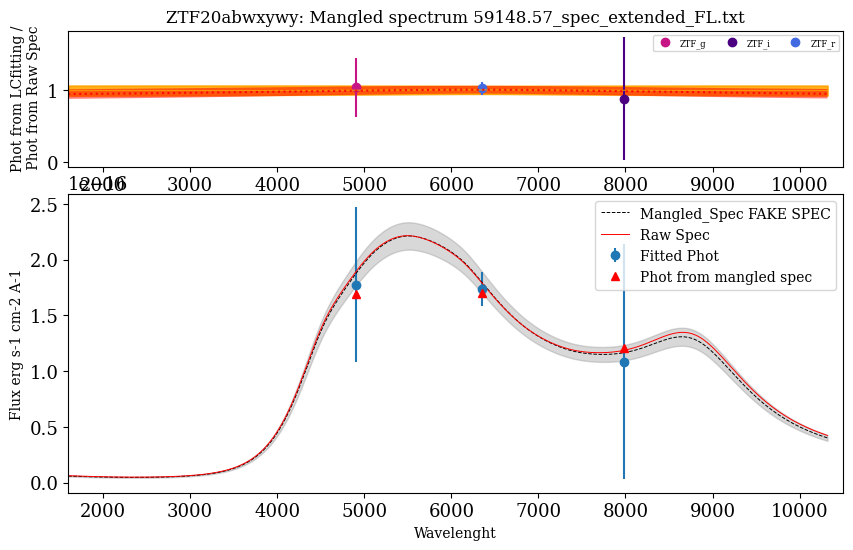 ZTF20abwxywy: Mangled spectrum 59148.57_spec_extended_FL.txt
Phot from LCfitting /
Phot from Raw Spec
ZTF_g ZTF_i ZTF_r
1
0
2000 3000 4000 5000 6000 7000 8000 9000 10000
1e−16
Mangled_Spec FAKE SPEC
Raw Spec
Fitted Phot
Phot from mangled spec
Flux erg s-1 cm-2 A-1
2.5
2.0
1.5
1.0
0.5
0.0
2000 3000 4000 5000 6000 7000 8000 9000 10000
Wavelenght